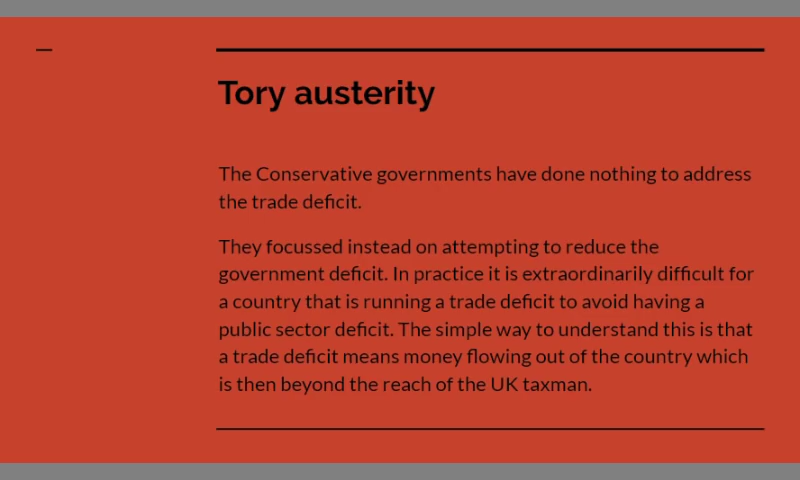 Tory austerity
The Conservative governments have done nothing to address
the trade deficit.
They focussed instead on attempting to reduce the
government deficit. In practice it is extraordinarily difficult for
a country that is running a trade deficit to avoid having a
public sector deficit. The simple way to understand this is that
a trade deficit means money flowing out of the country which
is then beyond the reach of the UK taxman.